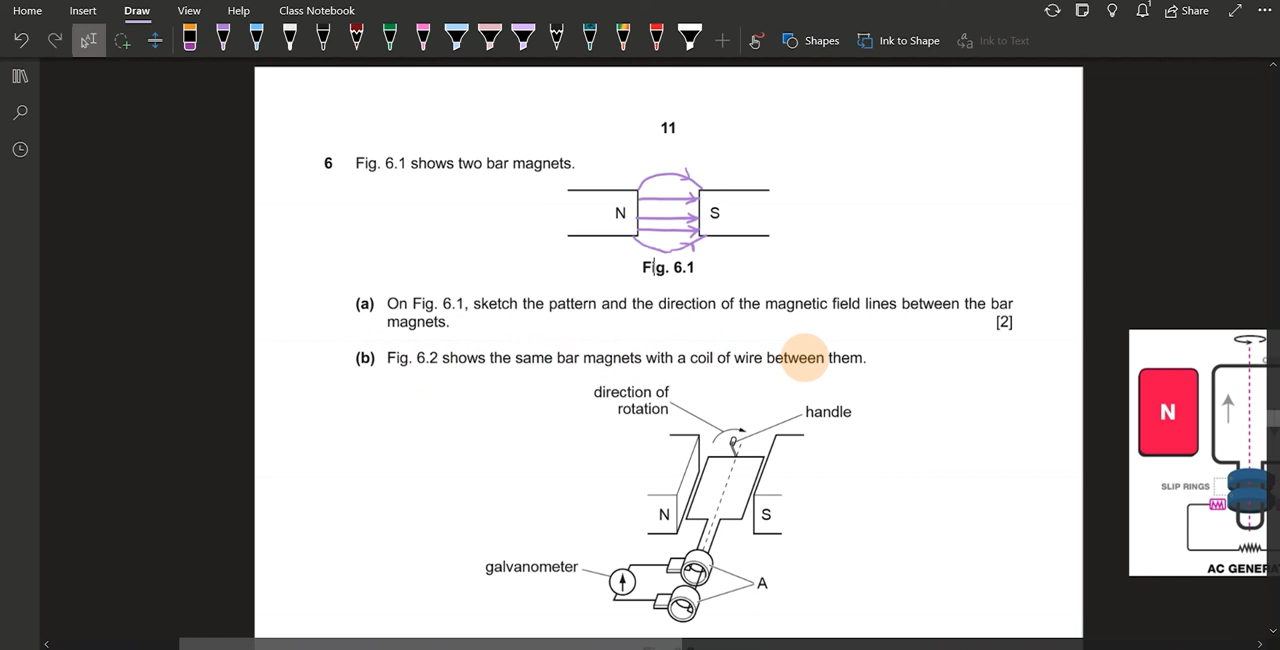 Home Insert Draw View Help Class Notebook
Share
Shapes Ink to Shape Ink to Text
11
6 Fig. 6.1 shows two bar magnets.
N S
Fig. 6.1
(a) On Fig. 6.1, sketch the pattern and the direction of the magnetic field lines between the bar
magnets. [2]
(b) Fig. 6.2 shows the same bar magnets with a coil of wire between them.
direction of
rotation
handle
N S
galvanometer
A
N
SLIP RINGS
AC GENERA